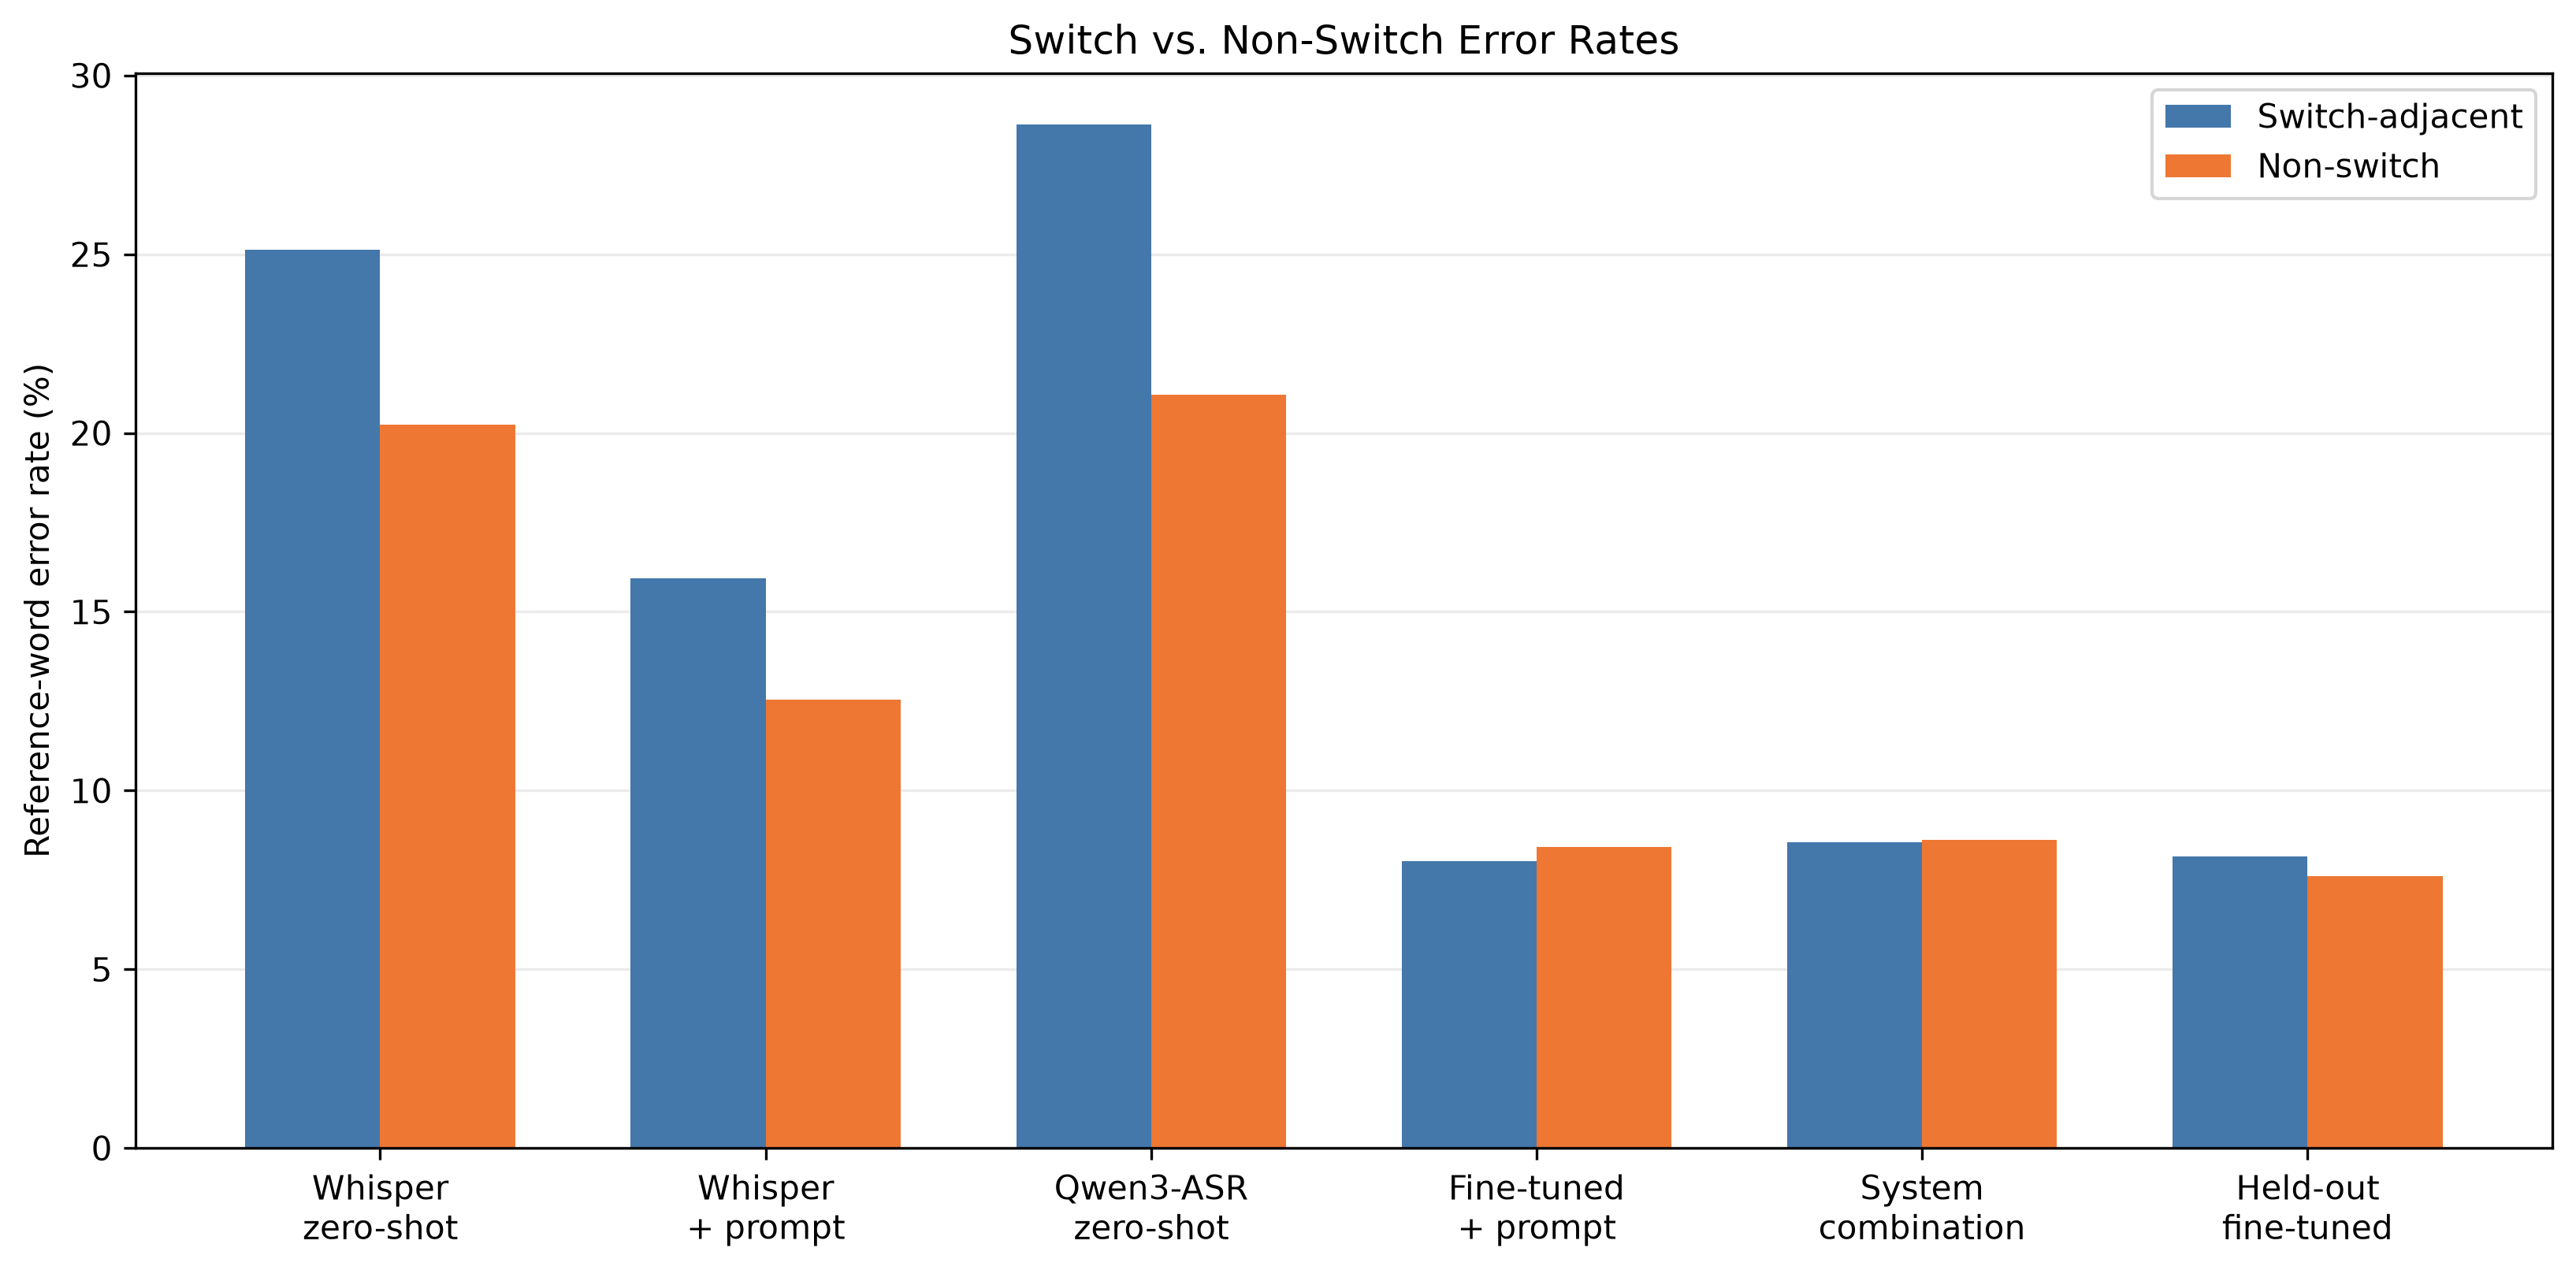 Switch vs. Non-Switch Error Rates
Switch-adjacent
Non-switch
Reference-word error rate (%)
30
25
20
15
10
5
0
Whisper
zero-shot
Whisper
+ prompt
Qwen3-ASR
zero-shot
Fine-tuned
+ prompt
System
combination
Held-out
fine-tuned